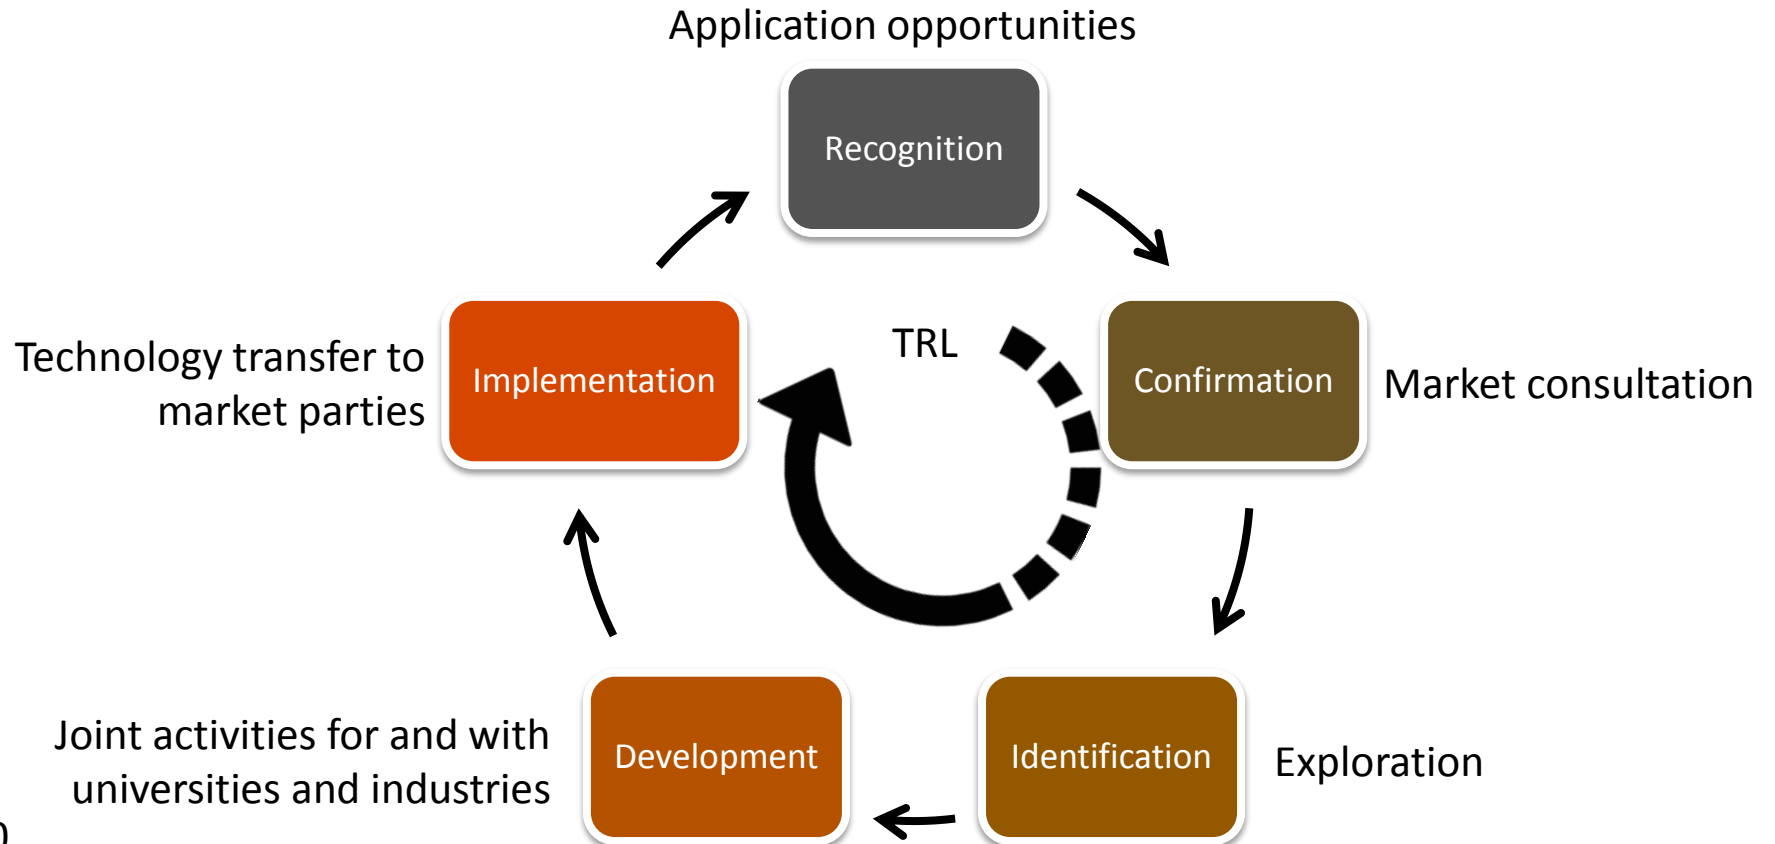 Application opportunities
Recognition
TRL
Technology transfer to
market parties
Implementation
Confirmation
Market consultation
Joint activities for and with
universities and industries
Development
Identification
Exploration